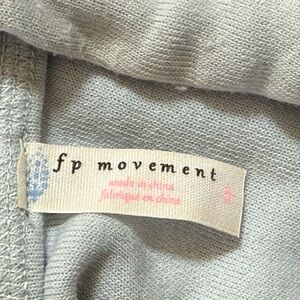 fp movement
made in china
fabriqué en chine